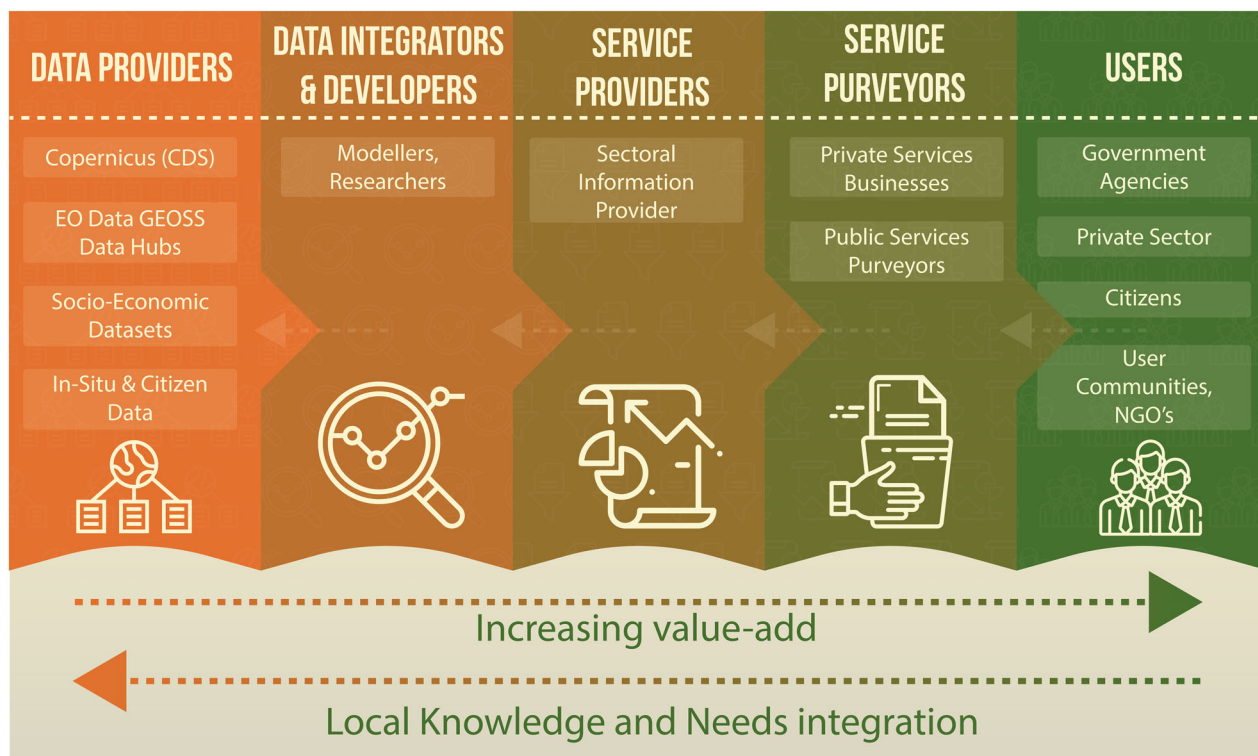 DATA PROVIDERS
Copernicus (CDS)
EO Data GEOSS
Data Hubs
Socio-Economic
Datasets
In-Situ & Citizen
Data
DATA INTEGRATORS
& DEVELOPERS
Modellers,
Researchers
SERVICE
PROVIDERS
Sectoral
Information
Provider
SERVICE
PURVEYORS
Private Services
Businesses
Public Services
Purveyors
USERS
Government
Agencies
Private Sector
Citizens
User
Communities,
NGO's
Increasing value-add
Local Knowledge and Needs integration